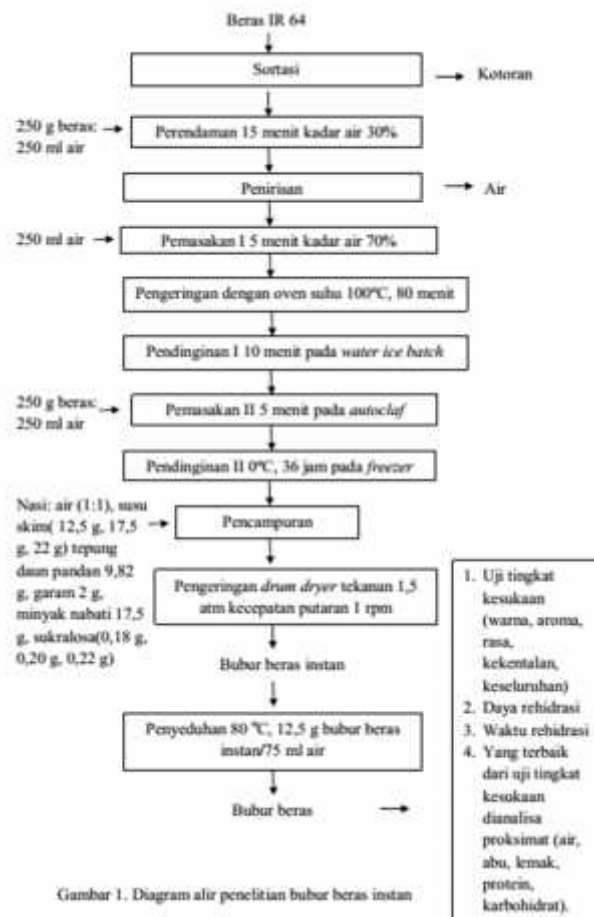 Beras IR 64
Sortasi
Kotoran
250 g beras:
250 ml air
Perendaman 15 menit kadar air 30%
Penirisan
Air
250 ml air
Pemasakan I 5 menit kadar air 70%
Pengeringan dengan oven suhu 100ºC, 80 menit
Pendinginan I 10 menit pada water ice batch
250 g beras:
250 ml air
Pemasakan II 5 menit pada autoclaf
Pendinginan II 0ºC, 36 jam pada freezer
Nasi: air (1:1), susu
skim( 12,5 g, 17,5
g, 22 g) tepung
daun pandan 9,82
g, garam 2 g,
minyak nabati 17,5
g, sukralosa(0,18 g,
0,20 g, 0,22 g)
Pencampuran
Pengeringan drum dryer tekanan 1,5
atm kecepatan putaran 1 rpm
Bubur beras instan
Penyeduhan 80 ºC, 12,5 g bubur beras
instan/75 ml air
Bubur beras
1. Uji tingkat
kesukaan
(warna, aroma,
rasa,
kekentalan,
keseluruhan)
2. Daya rehidrasi
3. Waktu rehidrasi
4. Yang terbaik
dari uji tingkat
kesukaan
dianalisa
proksimat (air,
abu, lemak,
protein,
karbohidrat).
Gambar 1. Diagram alir penelitian bubur beras instan